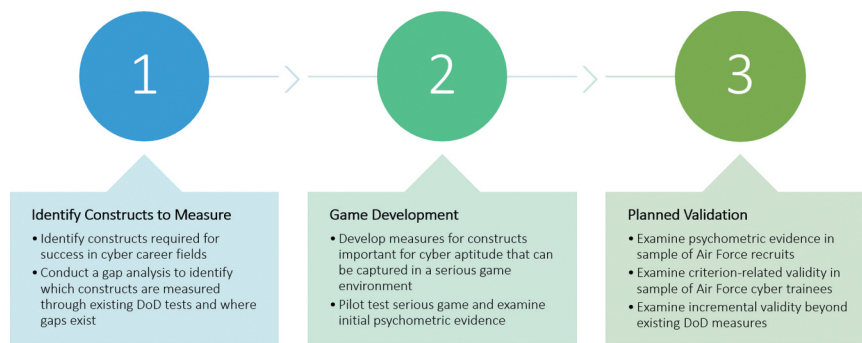 1
2
3
Identify Constructs to Measure
• Identify constructs required for
success in cyber career fields
• Conduct a gap analysis to identify
which constructs are measured
through existing DoD tests and where
gaps exist
Game Development
• Develop measures for constructs
important for cyber aptitude that can
be captured in a serious game
environment
• Pilot test serious game and examine
initial psychometric evidence
Planned Validation
• Examine psychometric evidence in
sample of Air Force recruits
• Examine criterion-related validity in
sample of Air Force cyber trainees
• Examine incremental validity beyond
existing DoD measures